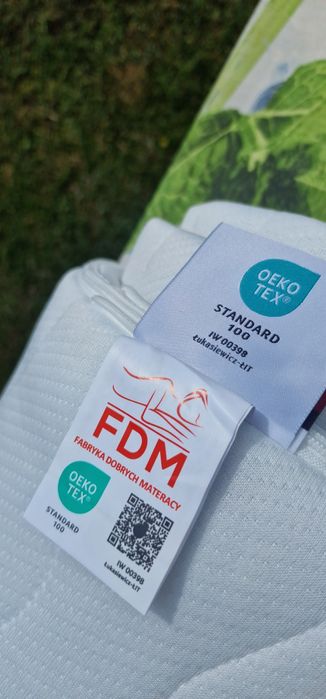 OEKO
TEX®
STANDARD
100
IW 00398
Łukasiewicz-ŁIT
FDM
FABRYKA DOBRYCH MATERACY
OEKO
TEX®
STANDARD
100
IW 00398
Łukasiewicz-ŁIT